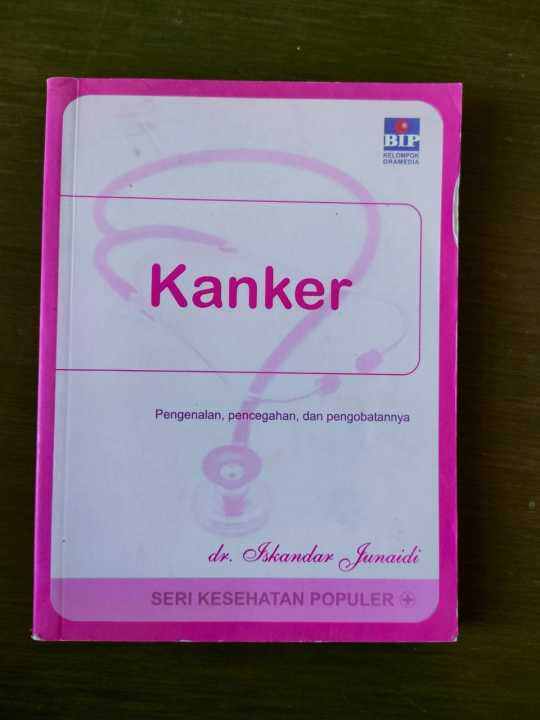 BIP
KELOMPOK
GRAMEDIA
Kanker
Pengenalan, pencegahan, dan pengobatannya
dr. Iskandar Junaidi
SERI KESEHATAN POPULER